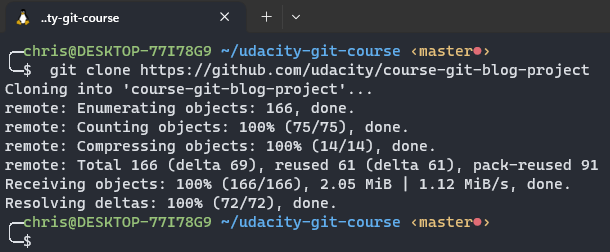 ..ty-git-course
╭─chris@DESKTOP-77I78G9 ~/udacity-git-course ‹master●›
╰─$ git clone https://github.com/udacity/course-git-blog-project
Cloning into 'course-git-blog-project'...
remote: Enumerating objects: 166, done.
remote: Counting objects: 100% (75/75), done.
remote: Compressing objects: 100% (14/14), done.
remote: Total 166 (delta 69), reused 61 (delta 61), pack-reused 91
Receiving objects: 100% (166/166), 2.05 MiB | 1.12 MiB/s, done.
Resolving deltas: 100% (72/72), done.
╭─chris@DESKTOP-77I78G9 ~/udacity-git-course ‹master●›
╰─$